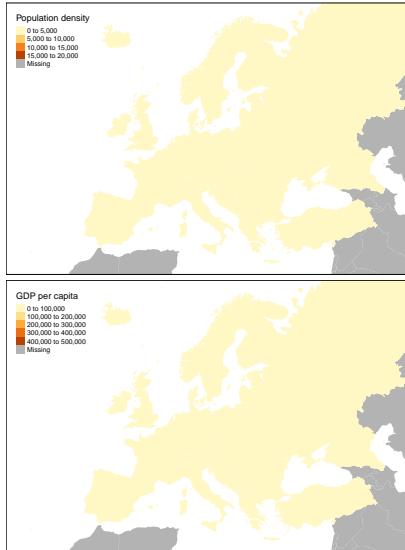 Population density
0 to 5,000
5,000 to 10,000
10,000 to 15,000
15,000 to 20,000
Missing
GDP per capita
0 to 100,000
100,000 to 200,000
200,000 to 300,000
300,000 to 400,000
400,000 to 500,000
Missing